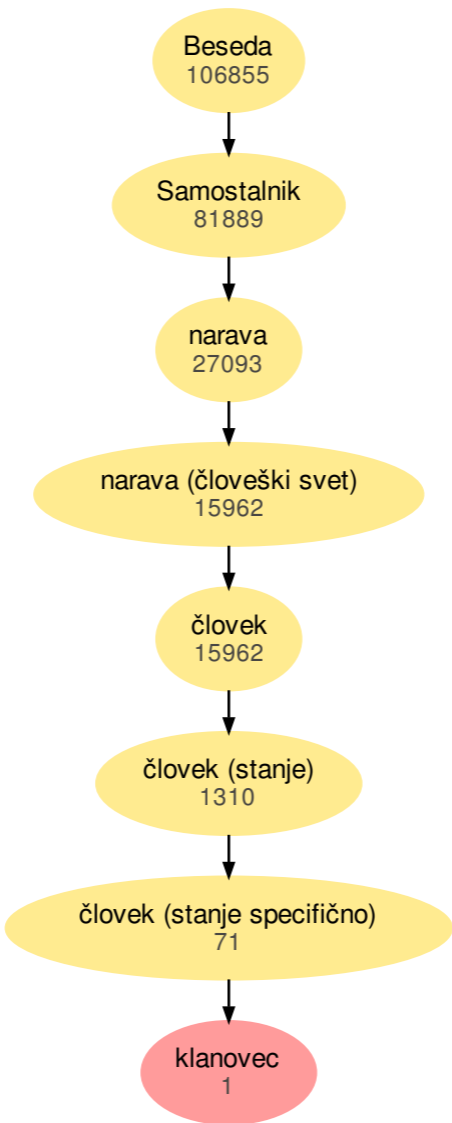 Beseda
106855
Samostalnik
81889
narava
27093
narava (človeški svet)
15962
človek
15962
človek (stanje)
1310
človek (stanje specifično)
71
klanovec
1